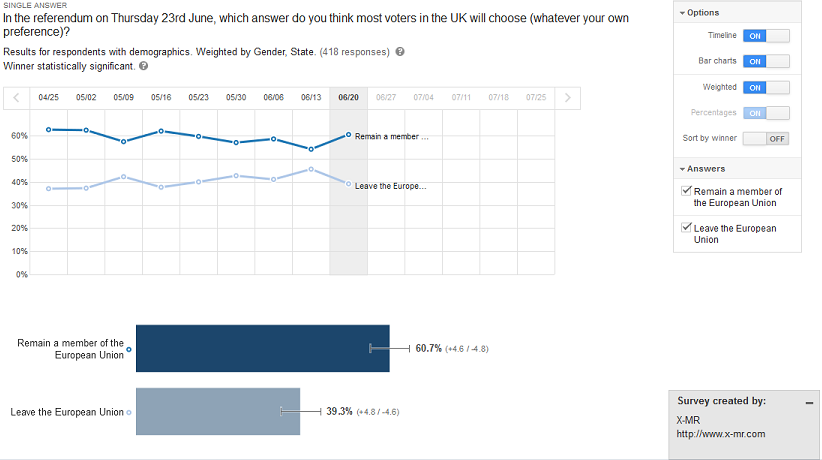 SINGLE ANSWER
In the referendum on Thursday 23rd June, which answer do you think most voters in the UK will choose (whatever your own
preference)?
Results for respondents with demographics. Weighted by Gender, State. (418 responses) ?
Winner statistically significant. ?
04/25 05/02 05/09 05/16 05/23 05/30 06/06 06/13 06/20 06/27 07/04 07/11 07/18 07/25
60%
50%
40%
30%
20%
10%
0%
Remain a member ...
Leave the Europe...
Remain a member of the
European Union
60.7% (+4.6 / -4.8)
Leave the European Union
39.3% (+4.8 / -4.6)
Options
Timeline ON
Bar charts ON
Weighted ON
Percentages ON
Sort by winner OFF
Answers
Remain a member of
the European Union
Leave the European
Union
Survey created by:
X-MR
http://www.x-mr.com